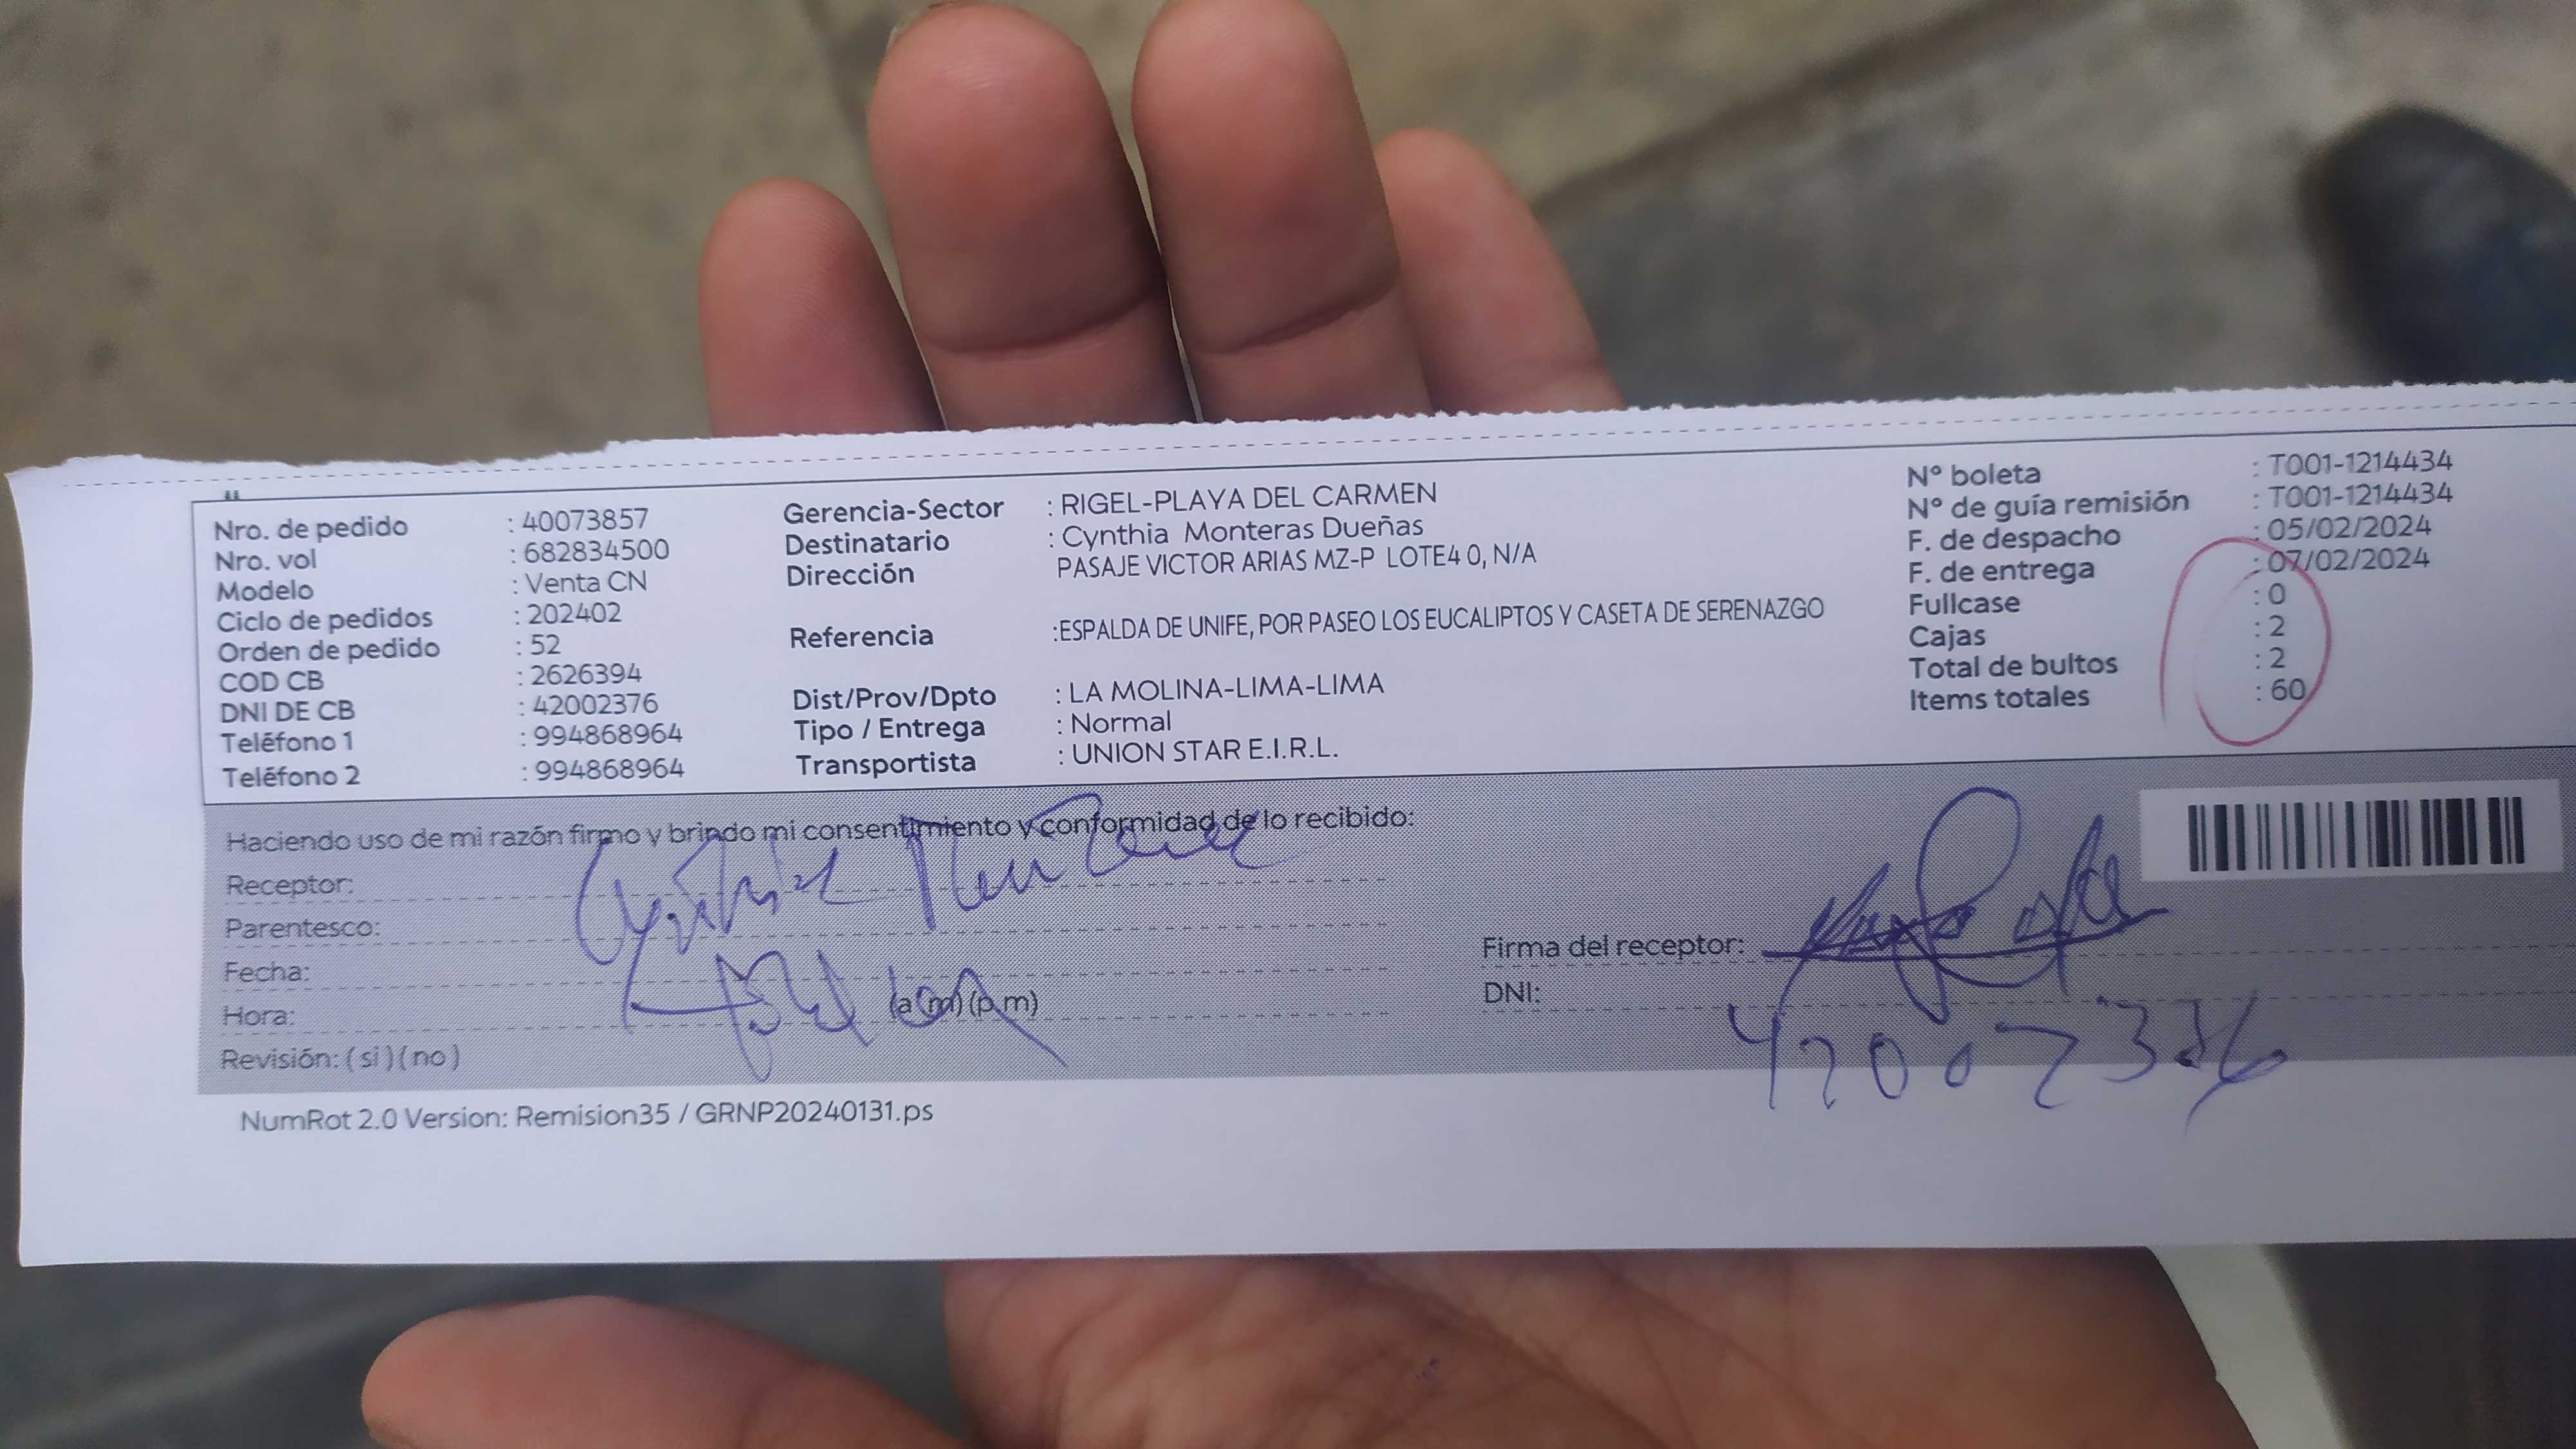 Nro. de pedido : 40073857
Nro. vol : 682834500
Modelo : Venta CN
Ciclo de pedidos : 202402
Orden de pedido : 52
COD CB : 2626394
DNI DE CB : 42002376
Teléfono 1 : 994868964
Teléfono 2 : 994868964
Gerencia-Sector : RIGEL-PLAYA DEL CARMEN
Destinatario : Cynthia Monteras Dueñas
Dirección PASAJE VICTOR ARIAS MZ-P LOTE4 0, N/A
Referencia :ESPALDA DE UNIFE, POR PASEO LOS EUCALIPTOS Y CASETA DE SERENAZGO
Dist/Prov/Dpto : LA MOLINA-LIMA-LIMA
Tipo / Entrega : Normal
Transportista : UNION STAR E.I.R.L.
Nº boleta : T001-1214434
Nº de guía remisión : T001-1214434
F. de despacho : 05/02/2024
F. de entrega : 07/02/2024
Fullcase : 0
Cajas : 2
Total de bultos : 2
Items totales : 60
Haciendo uso de mi razón firmo y brindo mi consentimiento y conformidad de lo recibido:
Receptor: Cynthia
Parentesco:
Fecha:
Hora: (a m) (p m)
Revisión: ( si ) ( no )
Firma del receptor:
DNI: 42002376
NumRot 2.0 Version: Remision35 / GRNP20240131.ps